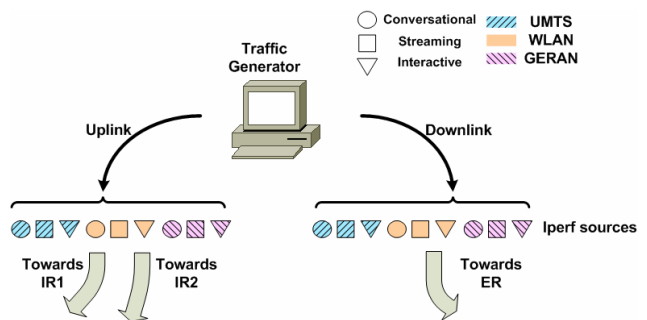 Conversational
UMTS
Streaming
WLAN
Interactive
GERAN
Traffic
Generator
Uplink
Downlink
Iperf sources
Towards
IR1
Towards
IR2
Towards
ER